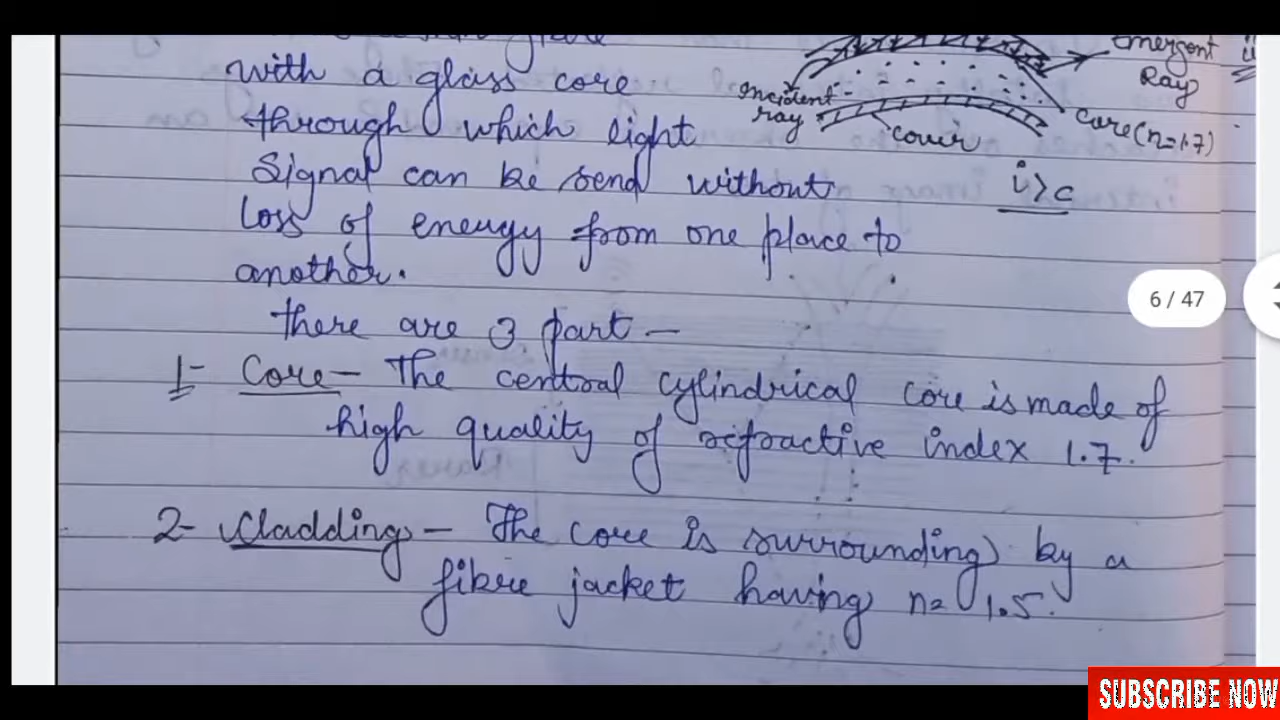 with a glass core
through which light
Signal can be send without
loss of energy from one place to
another.
Emergent
Ray
Incident
ray
core (n=1.7)
couir
i>c
there are 3 part —
6 / 47
1- Core - The central cylindrical core is made of
high quality of refractive index 1.7.
2- Cladding - The core is surrounding by a
fibre jacket having n= 1.5.
SUBSCRIBE NOW